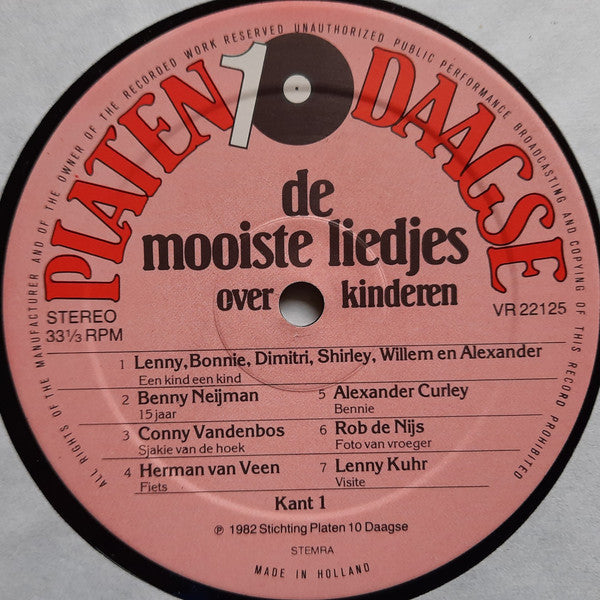 ALL RIGHTS OF THE MANUFACTURER AND OF THE OWNER OF THE RECORDED WORK RESERVED UNAUTHORIZED PUBLIC PERFORMANCE BROADCASTING AND COPYING OF THIS RECORD PROHIBITED
PLATEN 10 DAAGSE
de
mooiste liedjes
over kinderen
STEREO
33⅓ RPM
VR 22125
1 Lenny, Bonnie, Dimitri, Shirley, Willem en Alexander
Een kind een kind
2 Benny Neijman
15 jaar
3 Conny Vandenbos
Sjakie van de hoek
4 Herman van Veen
Fiets
5 Alexander Curley
Bennie
6 Rob de Nijs
Foto van vroeger
7 Lenny Kuhr
Visite
Kant 1
℗ 1982 Stichting Platen 10 Daagse
STEMRA
MADE IN HOLLAND